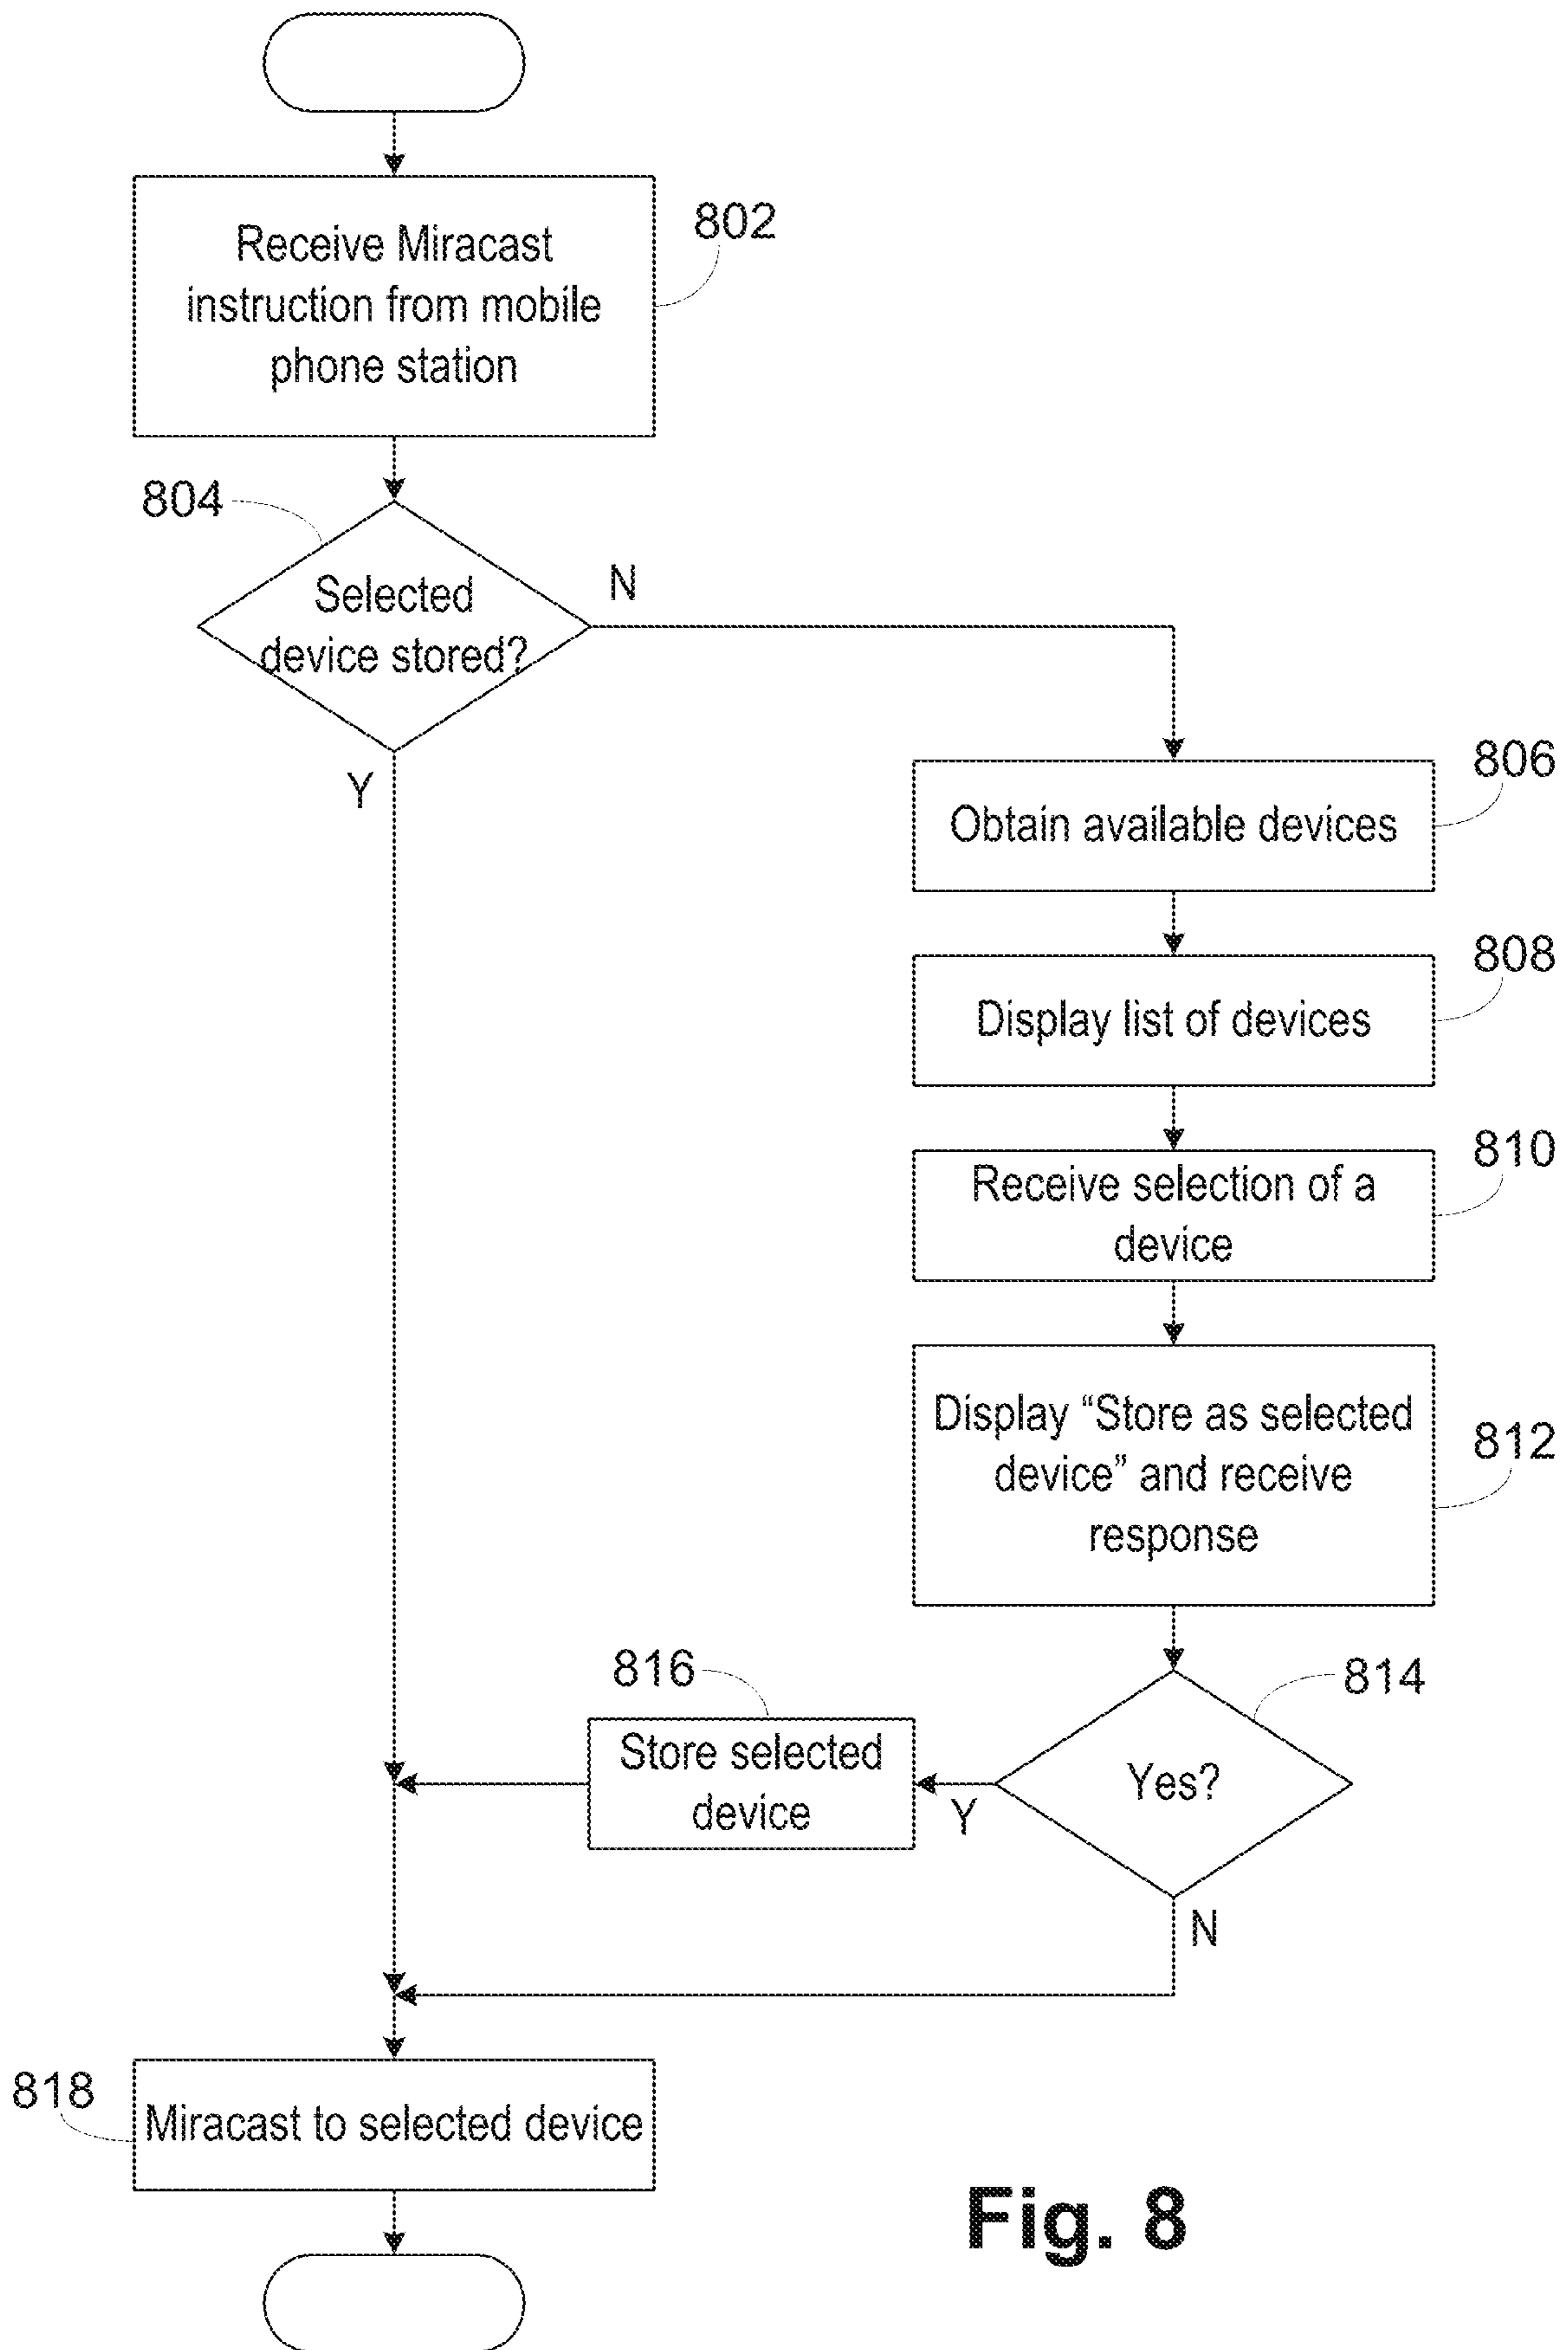 Receive Miracast
instruction from mobile
phone station
802
804
Selected
device stored?
N
Y
Obtain available devices
806
Display list of devices
808
Receive selection of a
device
810
Display “Store as selected
device” and receive
response
812
816
814
Store selected
device
Y
Yes?
N
818
Miracast to selected device
Fig. 8